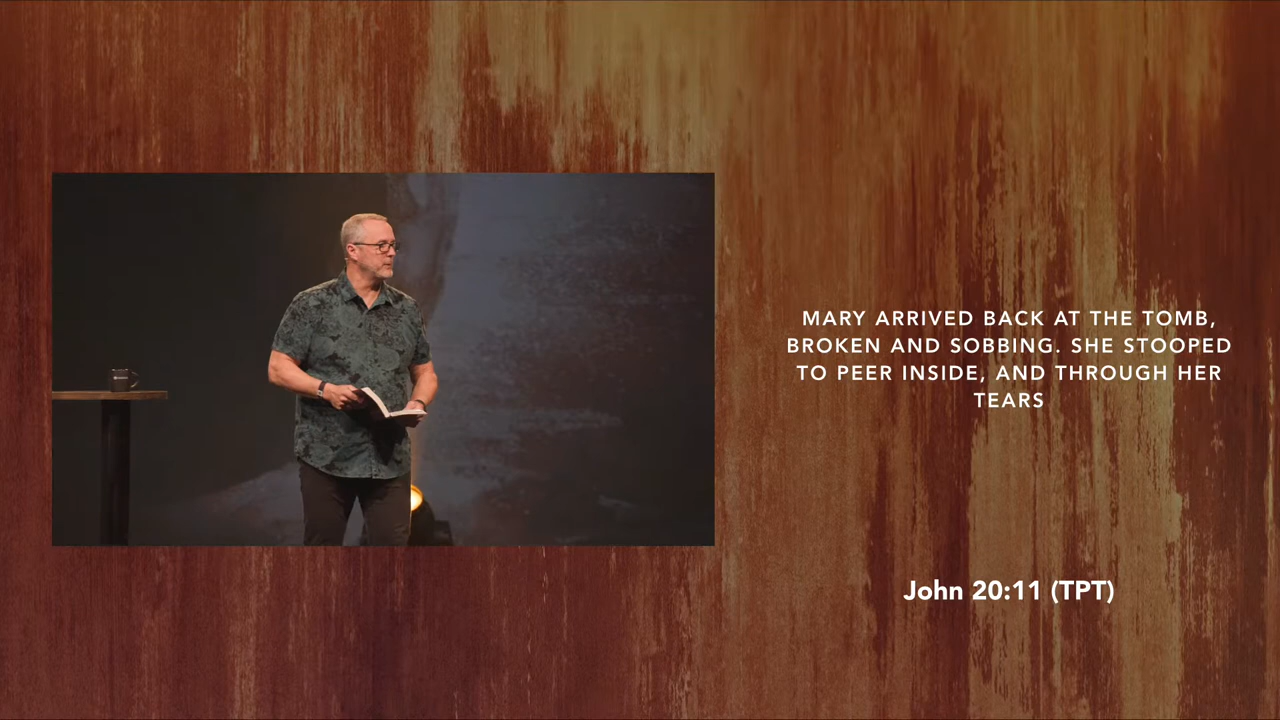 MARY ARRIVED BACK AT THE TOMB,
BROKEN AND SOBBING. SHE STOOPED
TO PEER INSIDE, AND THROUGH HER
TEARS
John 20:11 (TPT)